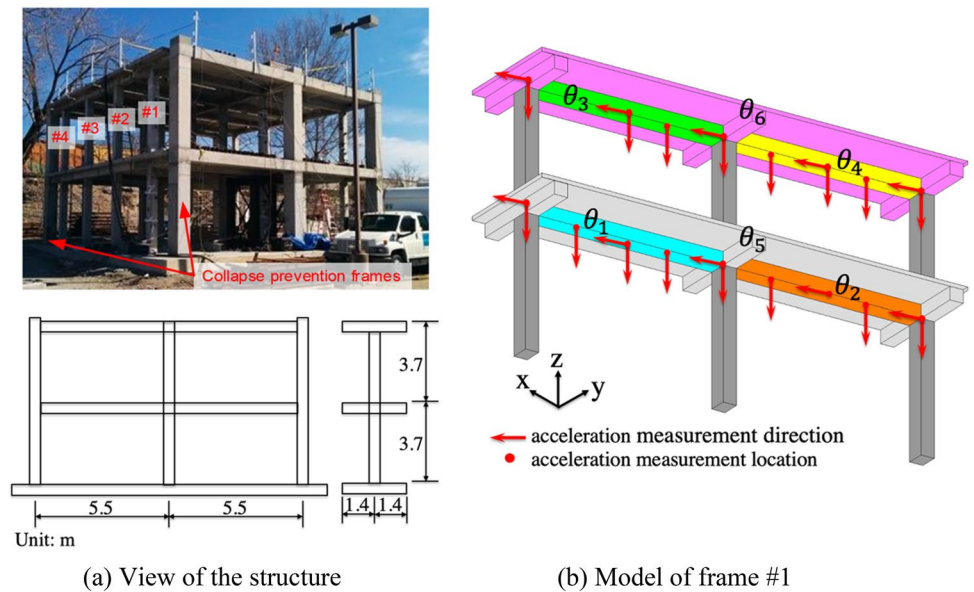 #4 #3 #2 #1
Collapse prevention frames
3.7
3.7
5.5 5.5 1.4 1.4
Unit: m
(a) View of the structure
θ3 θ6
θ4
θ1 θ5
θ2
z
x y
acceleration measurement direction
acceleration measurement location
(b) Model of frame #1